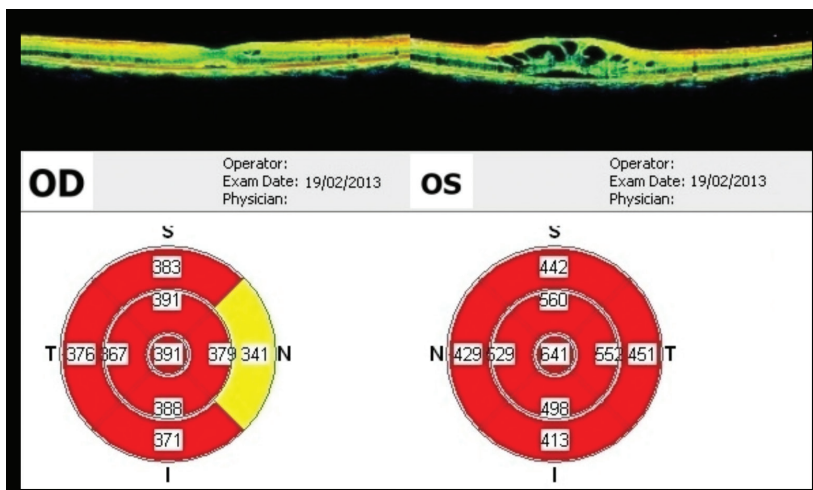 OD
Operator:
Exam Date: 19/02/2013
Physician:
OS
Operator:
Exam Date: 19/02/2013
Physician:
S
383
391
T 376 367 391 379 341 N
388
371
I
S
442
560
N 429 529 641 552 451 T
498
413
I